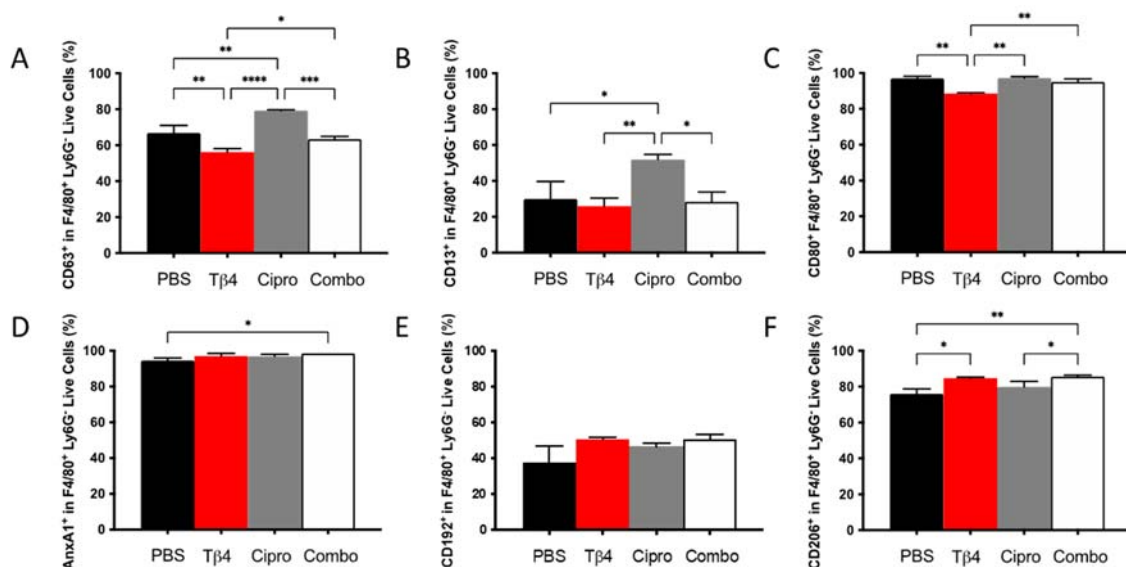 A
CD63⁺ in F4/80⁺ Ly6G⁻ Live Cells (%)
100
80
60
40
20
0
*
**
** **** ***
PBS Tβ4 Cipro Combo
B
CD13⁺ in F4/80⁺ Ly6G⁻ Live Cells (%)
100
80
60
40
20
0
*
** *
PBS Tβ4 Cipro Combo
C
CD80⁺ F4/80⁺ Ly6G⁻ Live Cells (%)
100
80
60
40
20
0
**
** **
PBS Tβ4 Cipro Combo
D
AnxA1⁺ in F4/80⁺ Ly6G⁻ Live Cells (%)
100
80
60
40
20
0
*
PBS Tβ4 Cipro Combo
E
CD192⁺ in F4/80⁺ Ly6G⁻ Live Cells (%)
100
80
60
40
20
0
PBS Tβ4 Cipro Combo
F
CD206⁺ in F4/80⁺ Ly6G⁻ Live Cells (%)
100
80
60
40
20
0
**
* *
PBS Tβ4 Cipro Combo